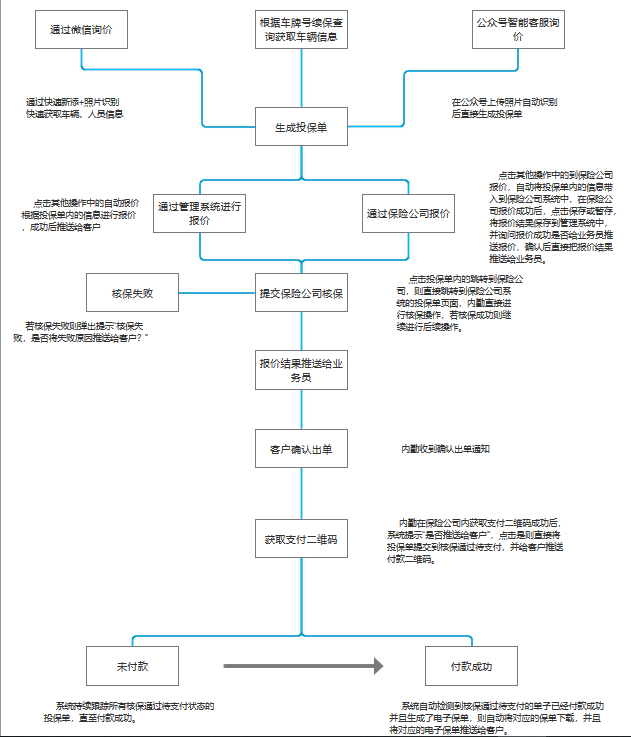 通过微信询价
根据车牌号续保查
询获取车辆信息
公众号智能客服询
价
通过快速新添+照片识别
快速获取车辆、人员信息
在公众号上传照片自动识别
后直接生成投保单
生成投保单
点击其他操作中的自动报价
根据投保单内的信息进行报价
，成功后推送给客户
通过管理系统进行
报价
通过保险公司报价
点击其他操作中的到保险公司
报价，自动将投保单内的信息带
入到保险公司系统中，在保险公
司报价成功后，点击保存或暂存，
将报价结果保存到管理系统中，
并询问报价成功是否给业务员推
送报价，确认后直接把报价结果
推送给业务员。
核保失败
提交保险公司核保
点击投保单内的跳转到保险公
司，则直接跳转到保险公司系
统的投保单页面，内勤直接进
行核保操作，若核保成功则继
续进行后续操作。
若核保失败则弹出提示“核保失
败，是否将失败原因推送给客户？”
报价结果推送给业
务员
客户确认出单
内勤收到确认出单通知
获取支付二维码
内勤在保险公司内获取支付二维码成功后，
系统提示“是否推送给客户”，点击是则直接将
投保单提交到核保通过待支付，并给客户推送
付款二维码。
未付款
付款成功
系统持续跟踪所有核保通过待支付状态的
投保单，直至付款成功。
系统自动检测到核保通过待支付的单子已经付款成功
并且生成了电子保单，则自动将对应的保单下载，并且
将对应的电子保单推送给客户。